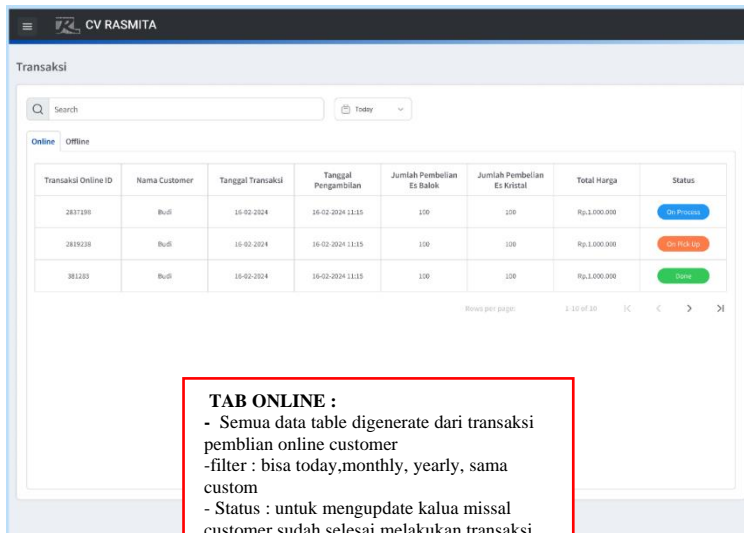 CV RASMITA
Transaksi
Search
Today
Online Offline
Transaksi Online ID Nama Customer Tanggal Transaksi Tanggal Pengambilan Jumlah Pembelian Es Balok Jumlah Pembelian Es Kristal Total Harga Status
2837198 Budi 16-02-2024 16-02-2024 11:15 100 100 Rp.1.000.000 On Process
2819238 Budi 16-02-2024 16-02-2024 11:15 100 100 Rp.1.000.000 On Pick Up
381283 Budi 16-02-2024 16-02-2024 11:15 100 100 Rp.1.000.000 Done
Rows per page: 1-10 of 10
TAB ONLINE :
- Semua data table digenerate dari transaksi
pemblian online customer
-filter : bisa today,monthly, yearly, sama
custom
- Status : untuk mengupdate kalua missal
customer sudah selesai melakukan transaksi